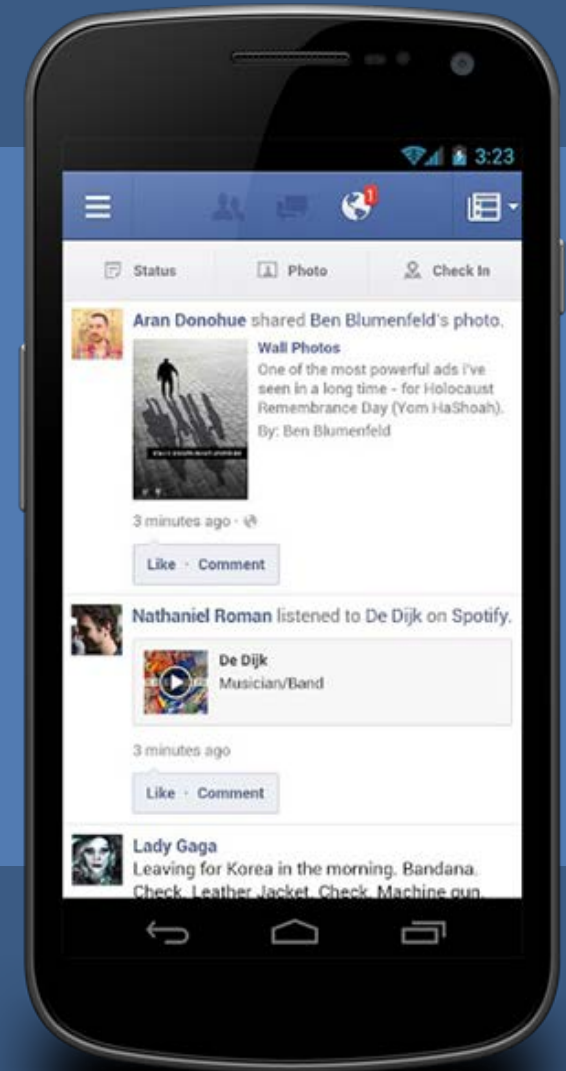 3:23
1
Status
Photo
Check In
Aran Donohue shared Ben Blumenfeld's photo.
Wall Photos
One of the most powerful ads i've
seen in a long time - for Holocaust
Remembrance Day (Yom HaShoah).
By: Ben Blumenfeld
3 minutes ago ·
Like · Comment
Nathaniel Roman listened to De Dijk on Spotify.
De Dijk
Musician/Band
3 minutes ago
Like · Comment
Lady Gaga
Leaving for Korea in the morning. Bandana.
Check. Leather Jacket. Check. Machine gun.